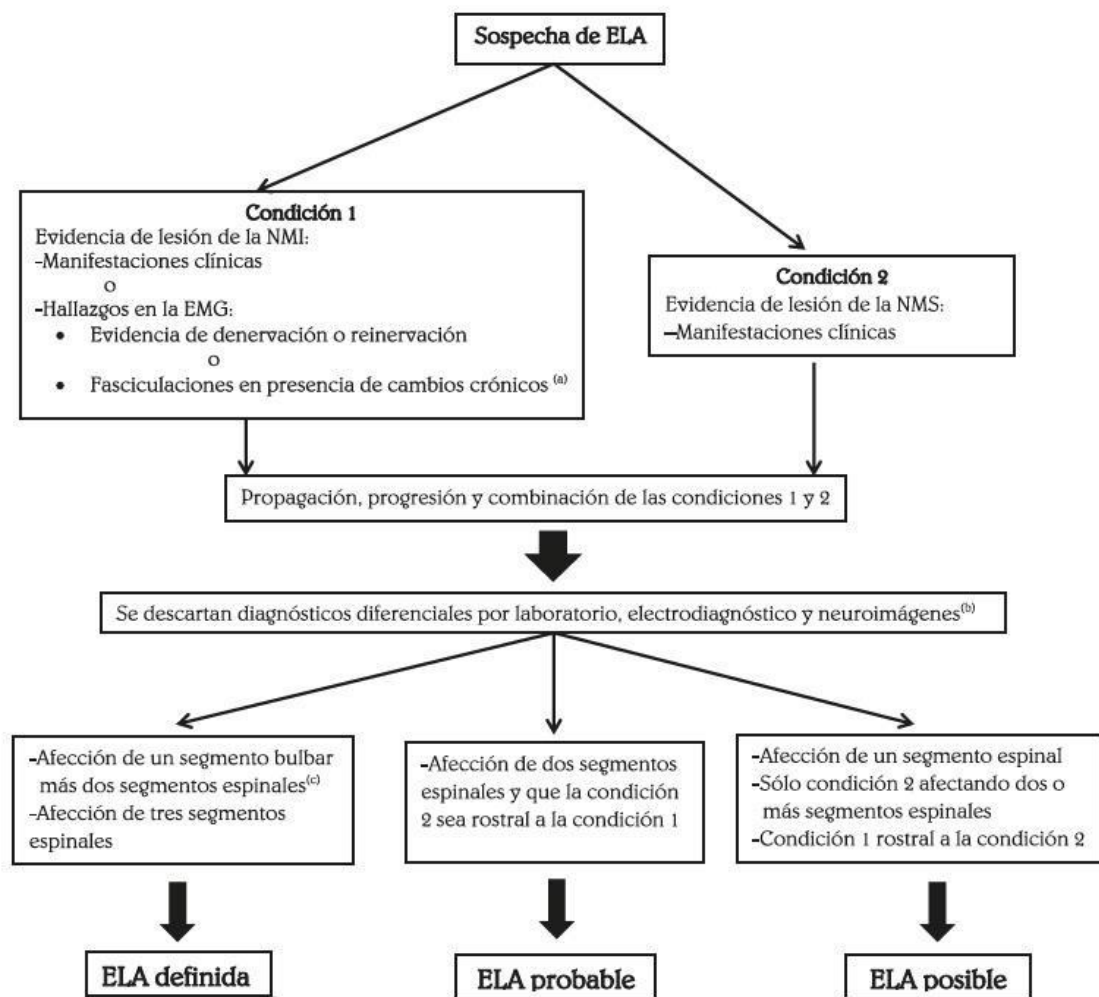 Sospecha de ELA
Condición 1
Evidencia de lesión de la NMI:
-Manifestaciones clínicas
o
-Hallazgos en la EMG:
• Evidencia de denervación o reinervación
o
• Fasciculaciones en presencia de cambios crónicos (a)
Condición 2
Evidencia de lesión de la NMS:
-Manifestaciones clínicas
Propagación, progresión y combinación de las condiciones 1 y 2
Se descartan diagnósticos diferenciales por laboratorio, electrodiagnóstico y neuroimágenes(b)
-Afección de un segmento bulbar
más dos segmentos espinales(c)
-Afección de tres segmentos
espinales
-Afección de dos segmentos
espinales y que la condición
2 sea rostral a la condición 1
-Afección de un segmento espinal
-Sólo condición 2 afectando dos o
más segmentos espinales
-Condición 1 rostral a la condición 2
ELA definida
ELA probable
ELA posible